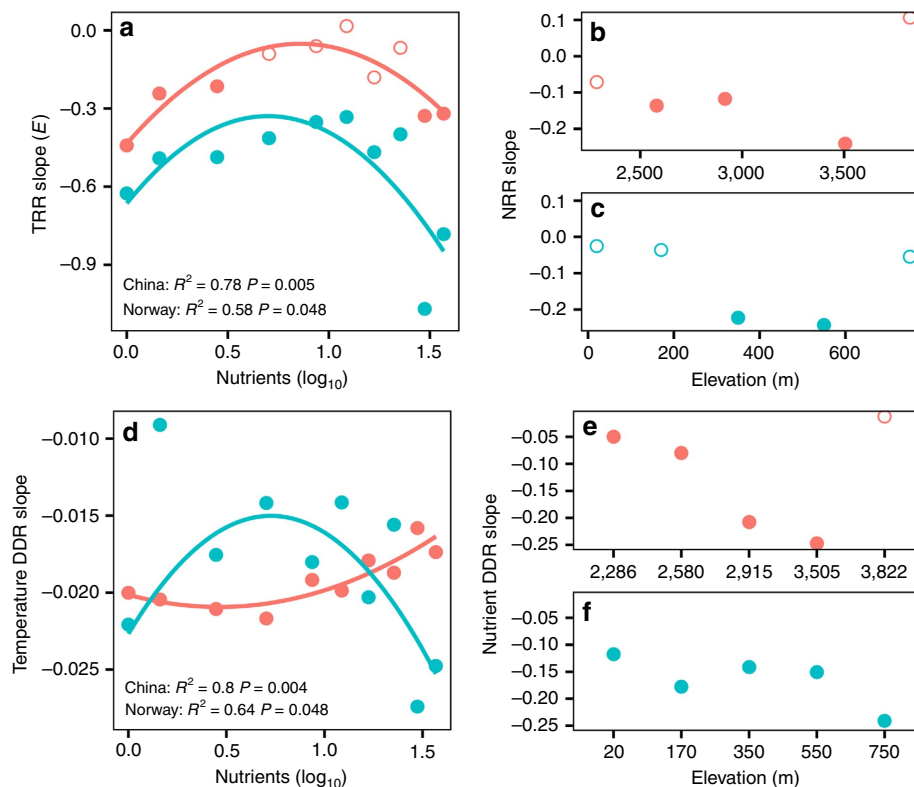 a
0.0
−0.3
−0.6
−0.9
TRR slope (E)
China: R² = 0.78 P = 0.005
Norway: R² = 0.58 P = 0.048
0.0 0.5 1.0 1.5
Nutrients (log₁₀)
b
0.1
0.0
−0.1
−0.2
2,500 3,000 3,500
NRR slope
c
0.1
0.0
−0.1
−0.2
0 200 400 600
Elevation (m)
d
−0.010
−0.015
−0.020
−0.025
Temperature DDR slope
China: R² = 0.8 P = 0.004
Norway: R² = 0.64 P = 0.048
0.0 0.5 1.0 1.5
Nutrients (log₁₀)
e
−0.05
−0.10
−0.15
−0.20
−0.25
2,286 2,580 2,915 3,505 3,822
Nutrient DDR slope
f
−0.05
−0.10
−0.15
−0.20
−0.25
20 170 350 550 750
Elevation (m)